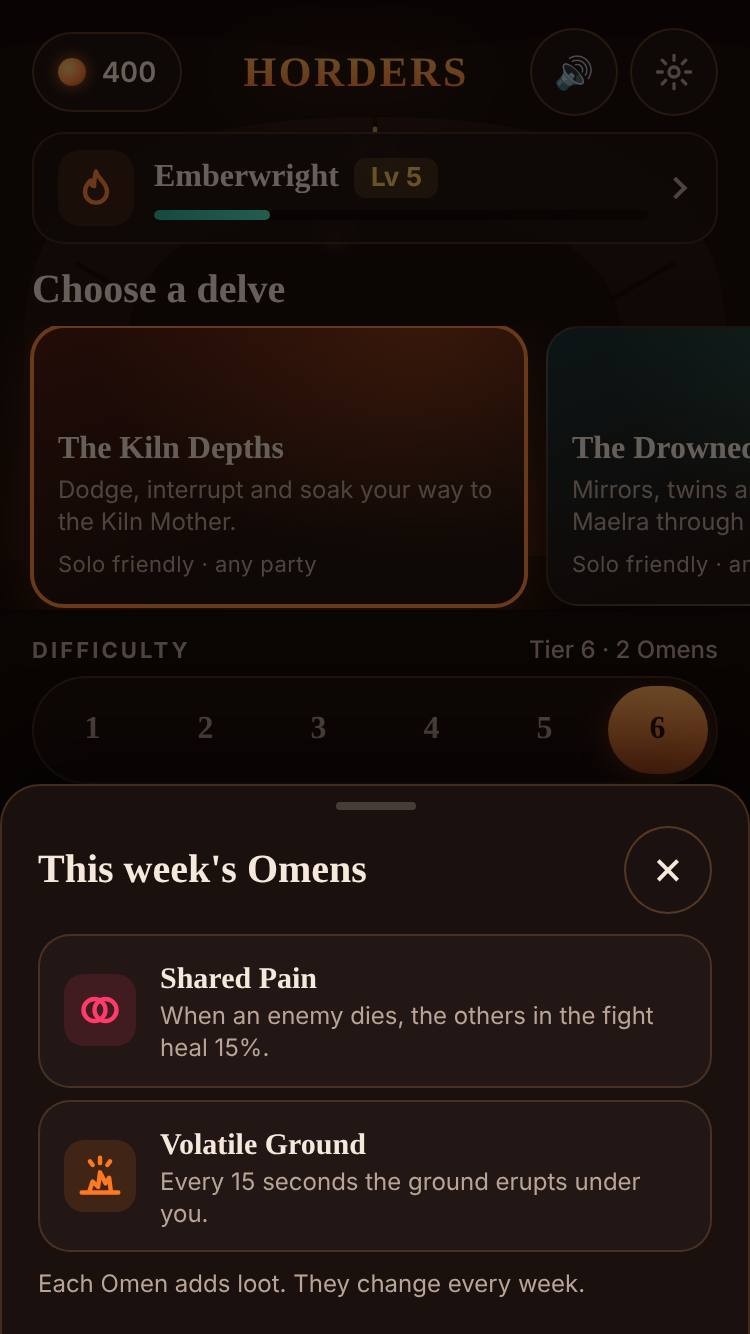 400
HORDERS
Emberwright
Lv 5
Choose a delve
The Kiln Depths
Dodge, interrupt and soak your way to
the Kiln Mother.
Solo friendly · any party
The Drowned
Mirrors, twins a
Maelra through
Solo friendly · an
DIFFICULTY
Tier 6 · 2 Omens
1 2 3 4 5 6
This week's Omens
Shared Pain
When an enemy dies, the others in the fight
heal 15%.
Volatile Ground
Every 15 seconds the ground erupts under
you.
Each Omen adds loot. They change every week.